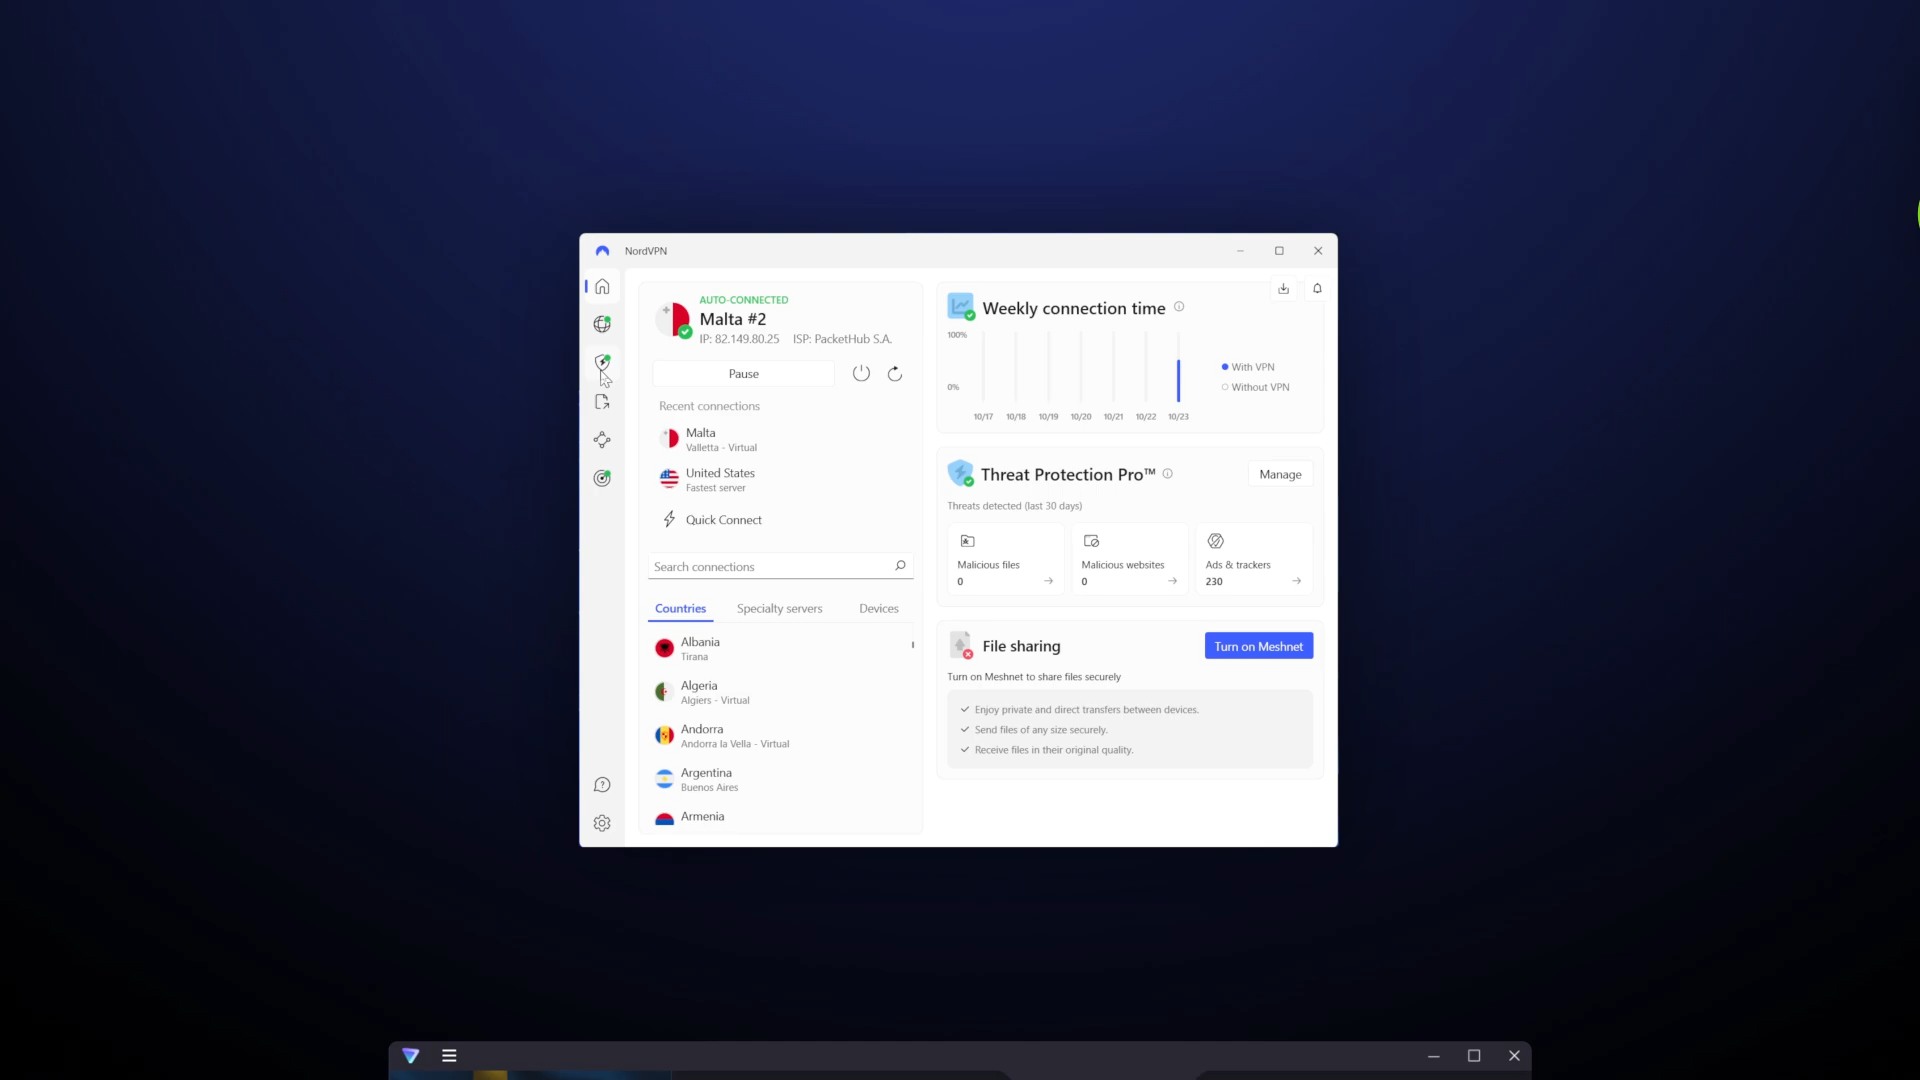 NordVPN
AUTO-CONNECTED
Malta #2
IP: 82.149.80.25 ISP: PacketHub S.A.
Pause
Recent connections
Malta
Valletta - Virtual
United States
Fastest server
Quick Connect
Search connections
Countries Specialty servers Devices
Albania
Tirana
Algeria
Algiers - Virtual
Andorra
Andorra la Vella - Virtual
Argentina
Buenos Aires
Armenia
Weekly connection time
100%
0%
10/17 10/18 10/19 10/20 10/21 10/22 10/23
With VPN
Without VPN
Threat Protection Pro™
Manage
Threats detected (last 30 days)
Malicious files
0
Malicious websites
0
Ads & trackers
230
File sharing
Turn on Meshnet
Turn on Meshnet to share files securely
Enjoy private and direct transfers between devices.
Send files of any size securely.
Receive files in their original quality.